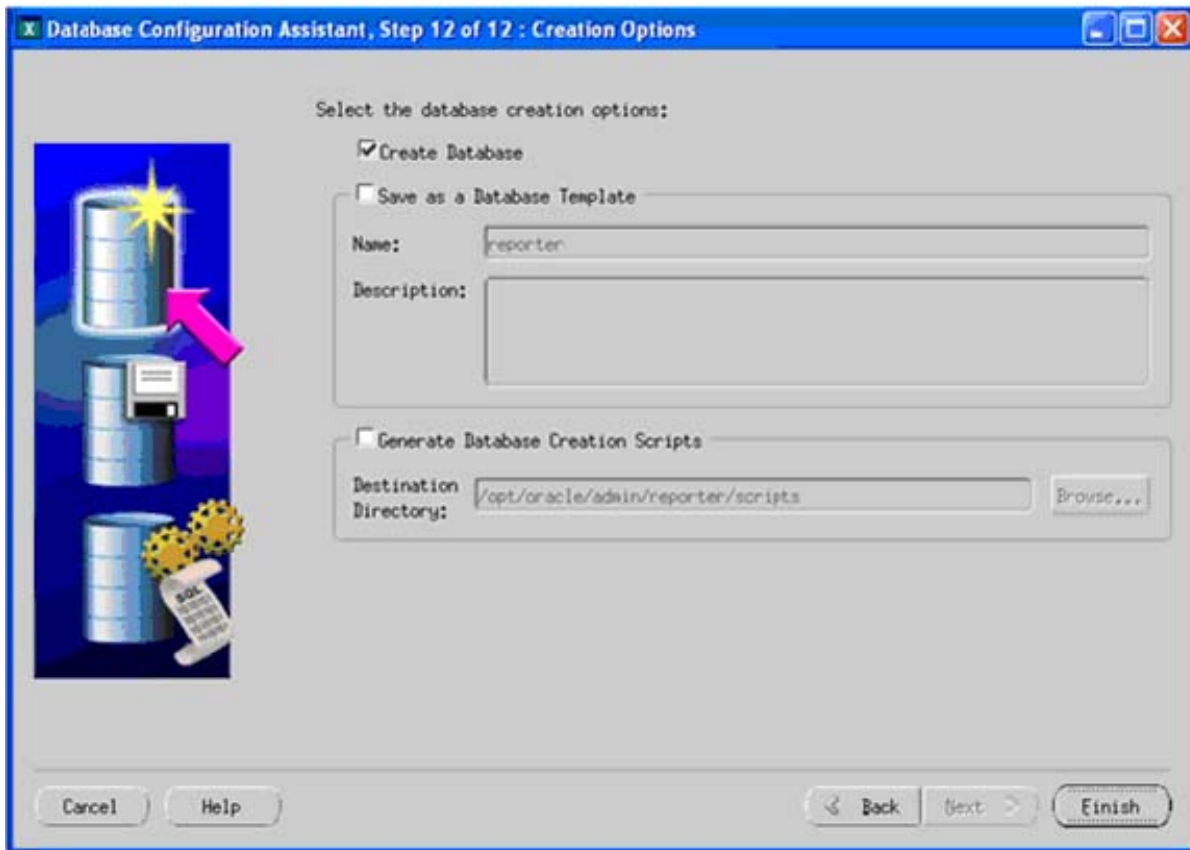 X Database Configuration Assistant, Step 12 of 12 : Creation Options
Select the database creation options:
Create Database
Save as a Database Template
Name: reporter
Description:
Generate Database Creation Scripts
Destination Directory: /opt/oracle/admin/reporter/scripts Browse...
SQL
Cancel Help Back Next Finish